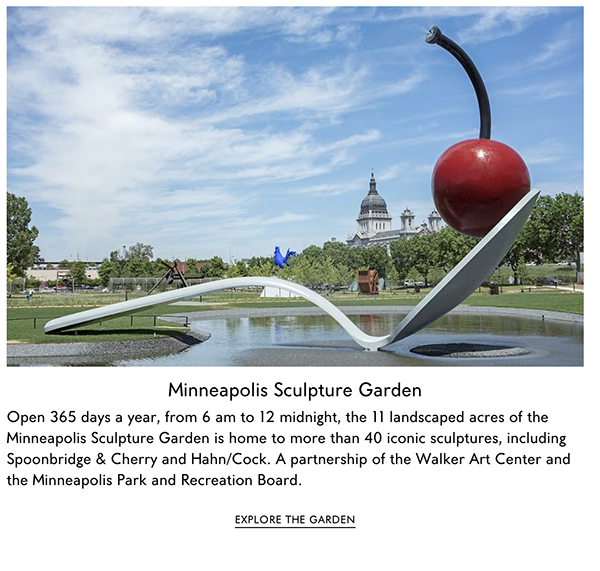 Minneapolis Sculpture Garden
Open 365 days a year, from 6 am to 12 midnight, the 11 landscaped acres of the
Minneapolis Sculpture Garden is home to more than 40 iconic sculptures, including
Spoonbridge & Cherry and Hahn/Cock. A partnership of the Walker Art Center and
the Minneapolis Park and Recreation Board.
EXPLORE THE GARDEN